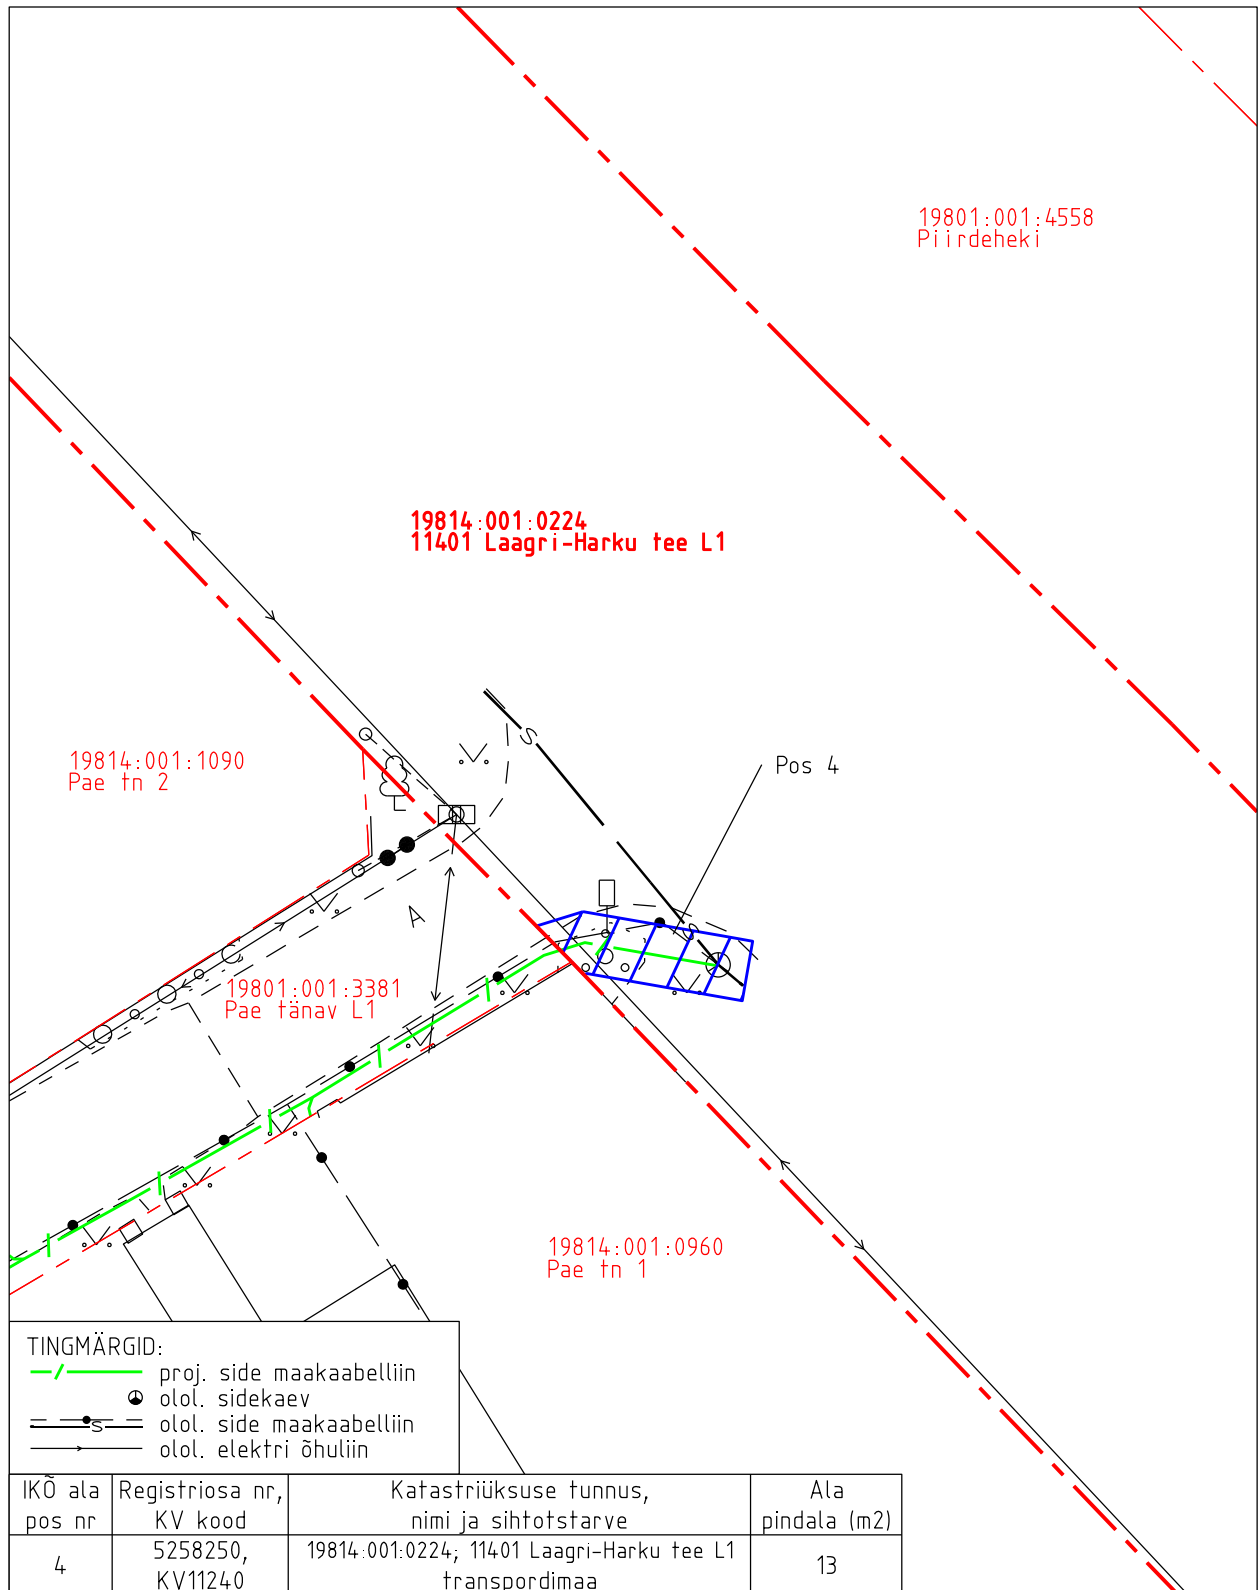 19801:001:4558
Piirdeheki
19814:001:0224
11401 Laagri-Harku tee L1
19814:001:1090
Pae tn 2
S
Pos 4
A
S
19801:001:3381
Pae tänav L1
19814:001:0960
Pae tn 1
TINGMÄRGID:
proj. side maakaabelliin
olol. sidekaev
S olol. side maakaabelliin
olol. elektri õhuliin
IKÕ ala pos nr
Registriosa nr, KV kood
Katastriüksuse tunnus, nimi ja sihtotstarve
Ala pindala (m2)
4
5258250, KV11240
19814:001:0224; 11401 Laagri-Harku tee L1 transpordimaa
13